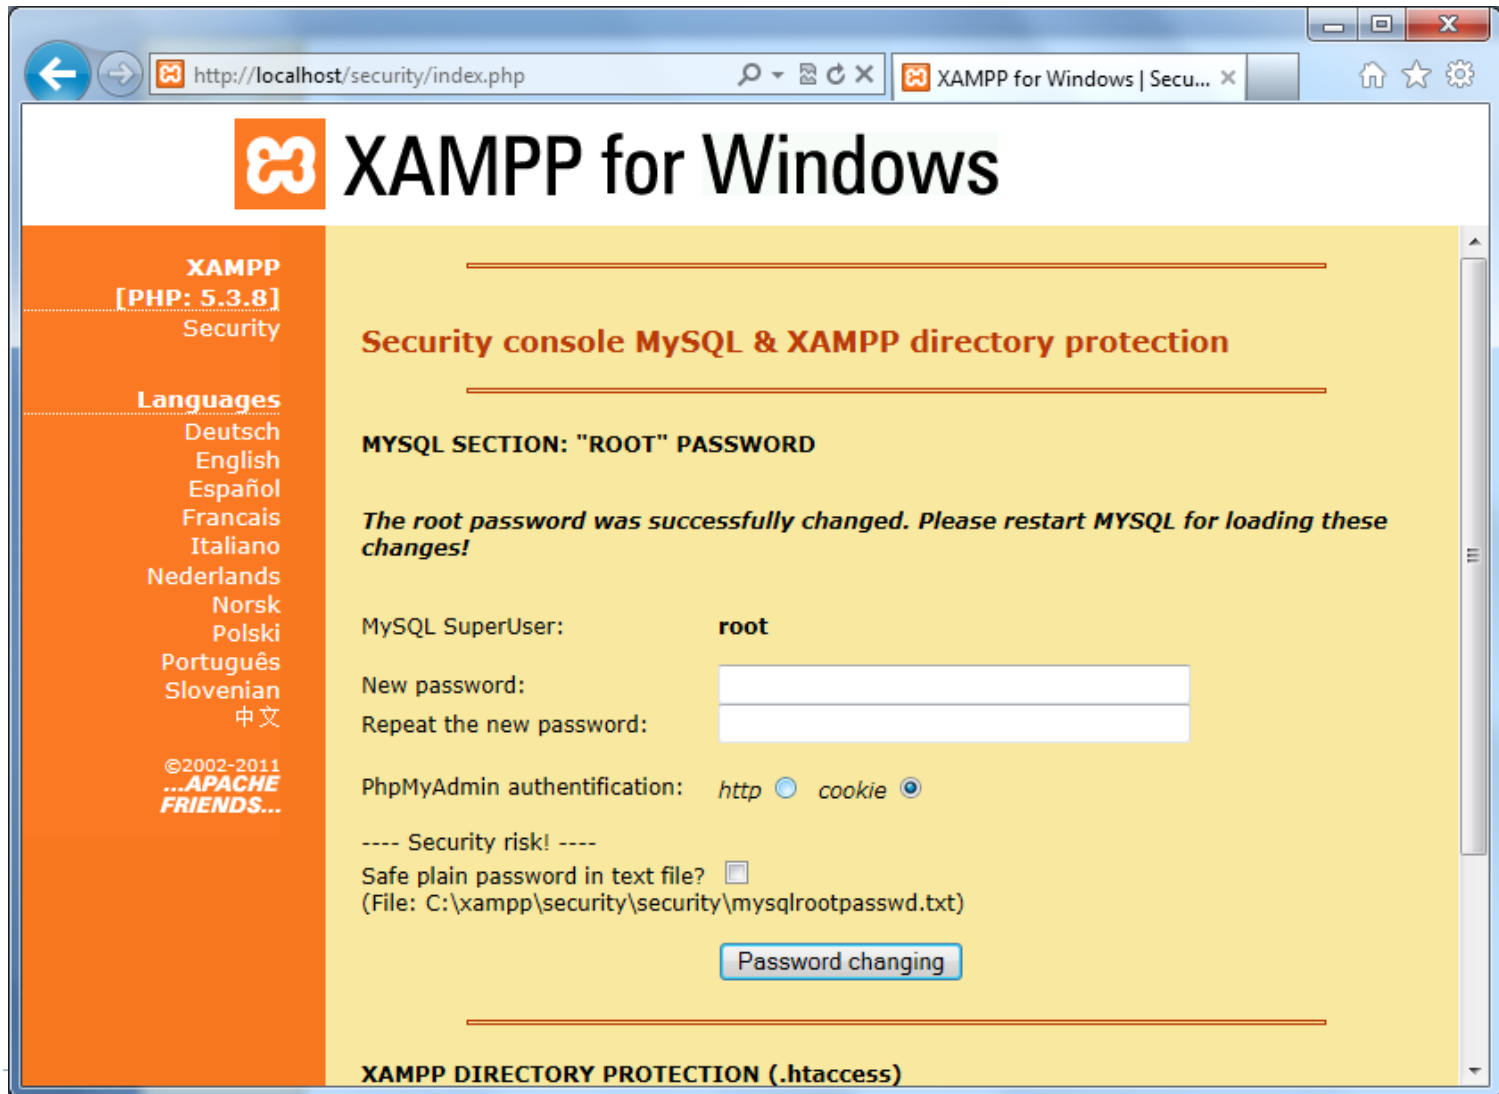 http://localhost/security/index.php
XAMPP for Windows | Secu...
XAMPP for Windows
XAMPP
[PHP: 5.3.8]
Security
Languages
Deutsch
English
Español
Francais
Italiano
Nederlands
Norsk
Polski
Português
Slovenian
中文
©2002-2011
...APACHE
FRIENDS...
Security console MySQL & XAMPP directory protection
MYSQL SECTION: "ROOT" PASSWORD
The root password was successfully changed. Please restart MYSQL for loading these
changes!
MySQL SuperUser: root
New password:
Repeat the new password:
PhpMyAdmin authentification: http cookie
---- Security risk! ----
Safe plain password in text file?
(File: C:\xampp\security\security\mysqlrootpasswd.txt)
Password changing
XAMPP DIRECTORY PROTECTION (.htaccess)